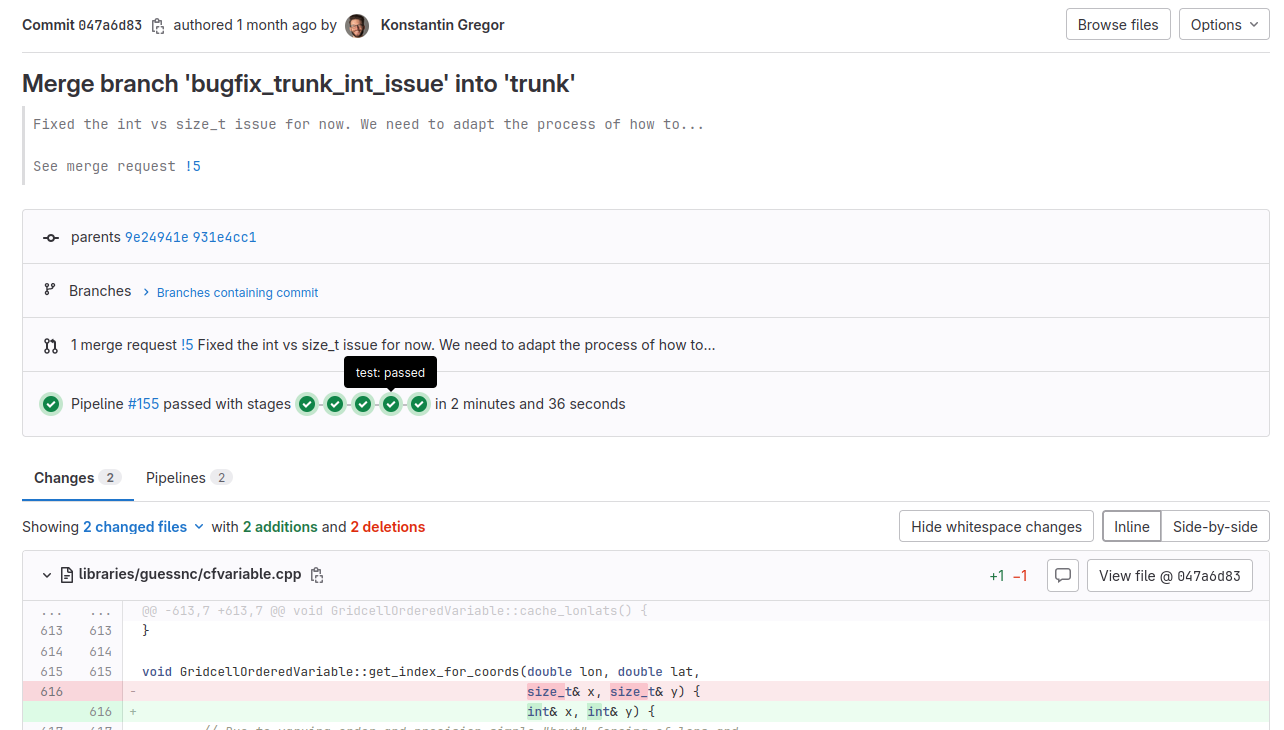 Commit 047a6d83 authored 1 month ago by Konstantin Gregor Browse files Options
Merge branch 'bugfix_trunk_int_issue' into 'trunk'
Fixed the int vs size_t issue for now. We need to adapt the process of how to...
See merge request !5
parents 9e24941e 931e4cc1
Branches Branches containing commit
1 merge request !5 Fixed the int vs size_t issue for now. We need to adapt the process of how to...
test: passed
Pipeline #155 passed with stages in 2 minutes and 36 seconds
Changes 2 Pipelines 2
Showing 2 changed files with 2 additions and 2 deletions Hide whitespace changes Inline Side-by-side
libraries/guessnc/cfvariable.cpp +1 −1 View file @ 047a6d83
... ... @@ -613,7 +613,7 @@ void GridcellOrderedVariable::cache_lonlats() {
613 613 }
614 614
615 615 void GridcellOrderedVariable::get_index_for_coords(double lon, double lat,
616 - size_t& x, size_t& y) {
616 + int& x, int& y) {
617 617